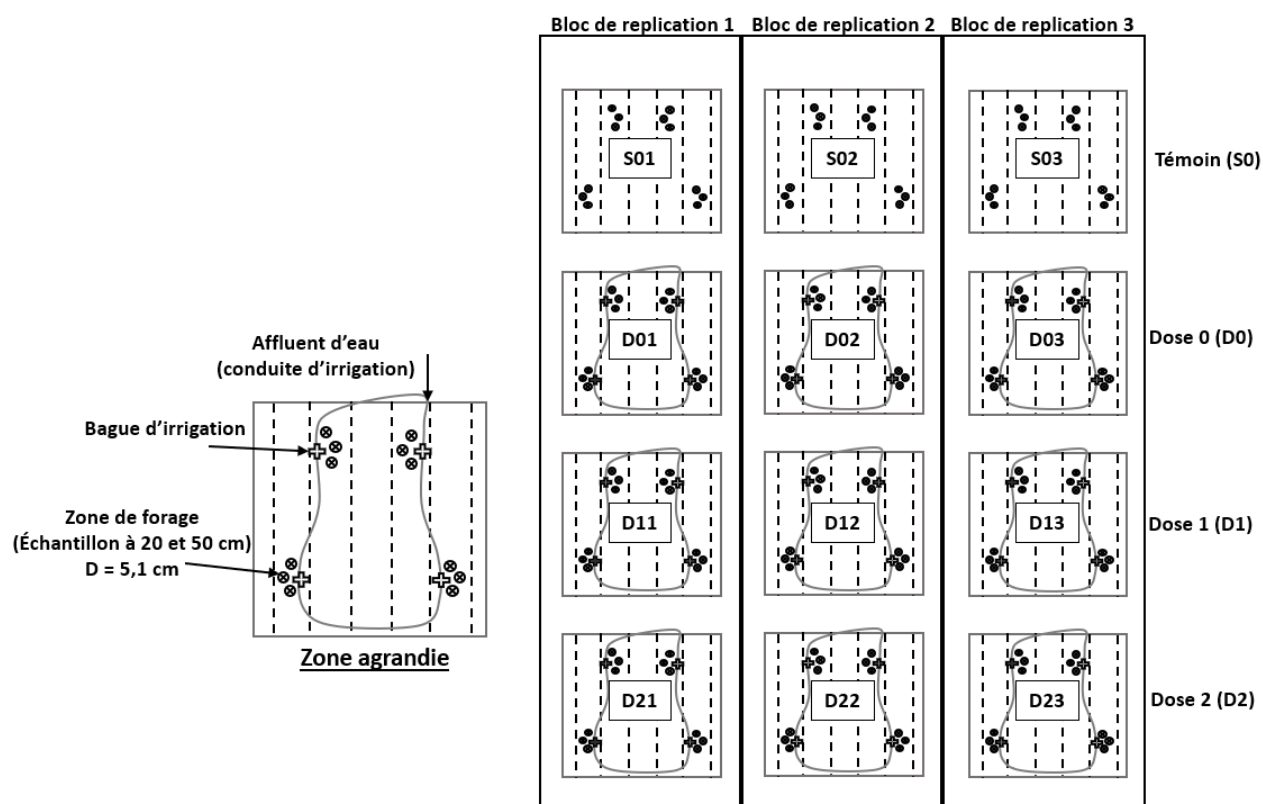 Bloc de replication 1
Bloc de replication 2
Bloc de replication 3
S01
S02
S03
Témoin (S0)
D01
D02
D03
Dose 0 (D0)
Affluent d'eau
(conduite d'irrigation)
Bague d'irrigation
Zone de forage
(Échantillon à 20 et 50 cm)
D = 5,1 cm
Zone agrandie
D11
D12
D13
Dose 1 (D1)
D21
D22
D23
Dose 2 (D2)